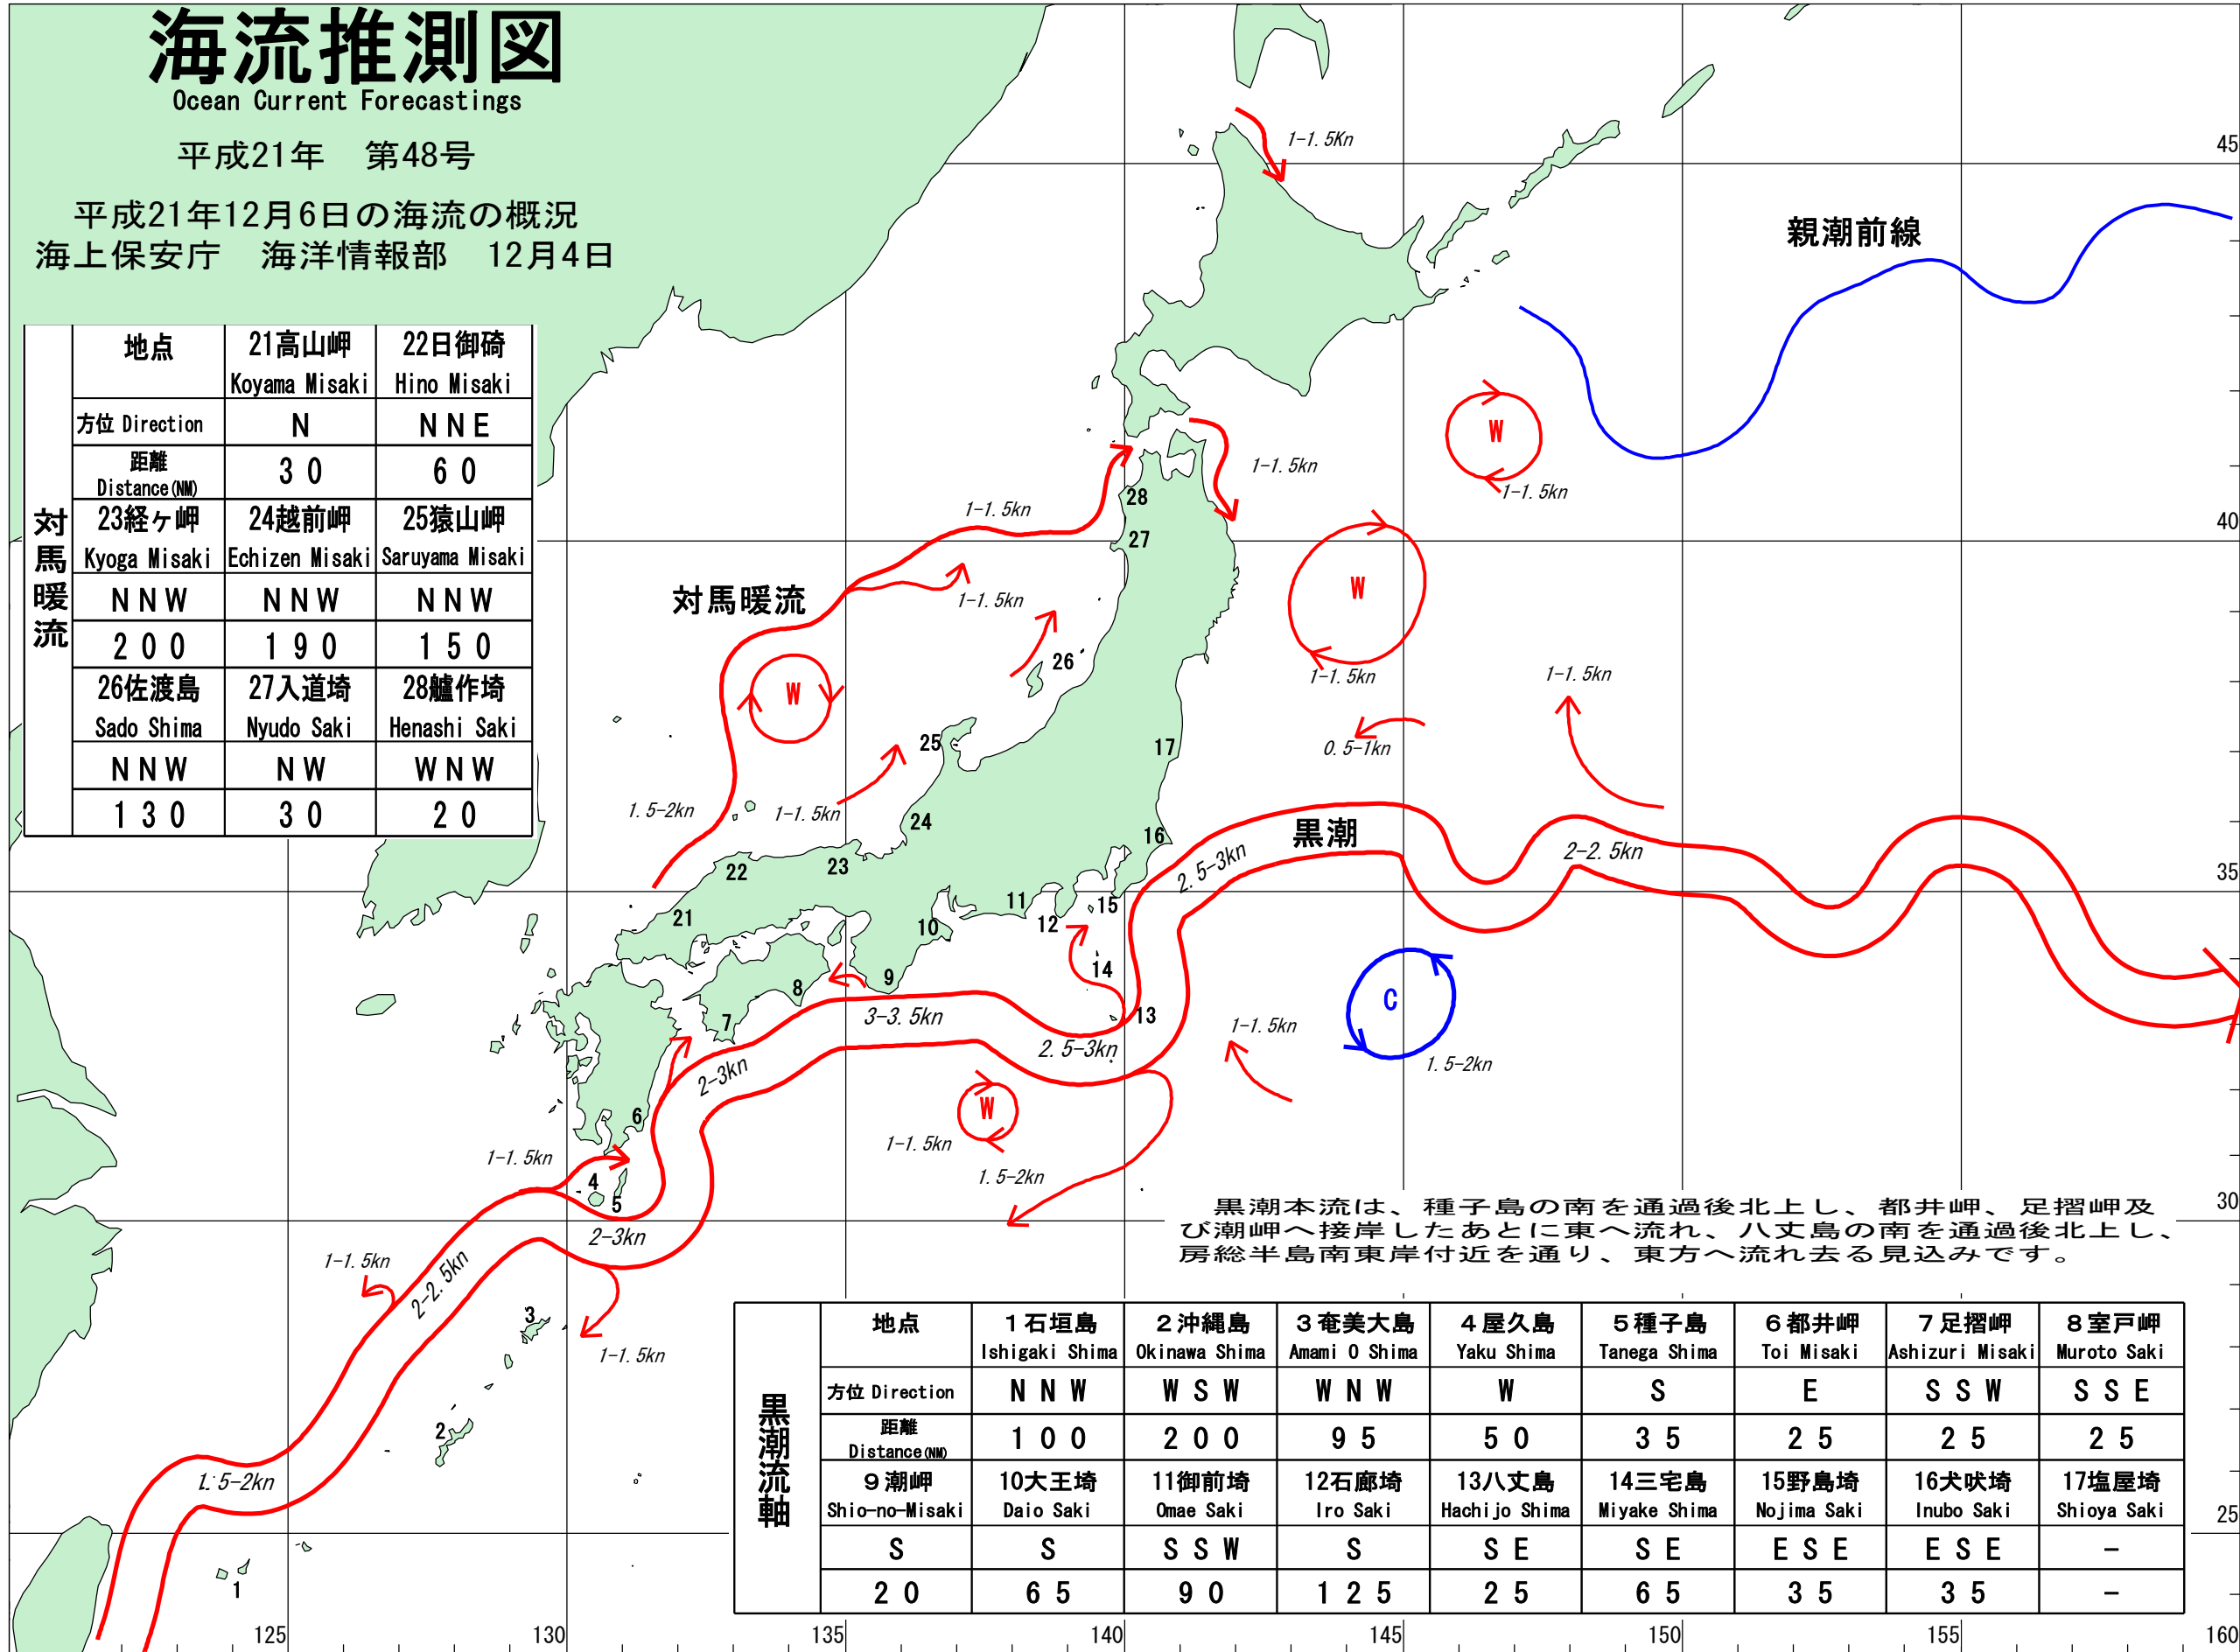 海流推測図
Ocean Current Forecastings
平成21年　第48号
平成21年12月6日の海流の概況
海上保安庁　海洋情報部　12月4日
対馬暖流
地点 21高山岬 22日御碕
Koyama Misaki Hino Misaki
方位 Direction N NNE
距離 Distance(NM) 30 60
23経ヶ岬 24越前岬 25猿山岬
Kyoga Misaki Echizen Misaki Saruyama Misaki
NNW NNW NNW
200 190 150
26佐渡島 27入道埼 28艫作埼
Sado Shima Nyudo Saki Henashi Saki
NNW NW WNW
130 30 20
1-1.5Kn
45
親潮前線
W
1-1.5kn
1-1.5kn
28
1-1.5kn
40
27
W
対馬暖流
1-1.5kn
26
1-1.5kn
1-1.5kn
W
25
17
0.5-1kn
1.5-2kn
1-1.5kn
24
16
黒潮
2-2.5kn
2.5-3kn
35
22
23
21
11
15
12
10
14
9
8
C
7
3-3.5kn
13
1-1.5kn
2.5-3kn
1.5-2kn
2-3kn
W
6
1-1.5kn
1-1.5kn
1.5-2kn
4
5
30
2-3kn
1-1.5kn
2-2.5kn
3
1-1.5kn
2
1.5-2kn
25
1
黒潮本流は、種子島の南を通過後北上し、都井岬、足摺岬及
び潮岬へ接岸したあとに東へ流れ、八丈島の南を通過後北上し、
房総半島南東岸付近を通り、東方へ流れ去る見込みです。
黒潮流軸
地点 1石垣島 2沖縄島 3奄美大島 4屋久島 5種子島 6都井岬 7足摺岬 8室戸岬
Ishigaki Shima Okinawa Shima Amami O Shima Yaku Shima Tanega Shima Toi Misaki Ashizuri Misaki Muroto Saki
方位 Direction NNW WSW WNW W S E SSW SSE
距離 Distance(NM) 100 200 95 50 35 25 25 25
9潮岬 10大王埼 11御前埼 12石廊埼 13八丈島 14三宅島 15野島埼 16犬吠埼 17塩屋埼
Shio-no-Misaki Daio Saki Omae Saki Iro Saki Hachijo Shima Miyake Shima Nojima Saki Inubo Saki Shioya Saki
S S SSW S SE SE ESE ESE -
20 65 90 125 25 65 35 35 -
125 130 135 140 145 150 155 160